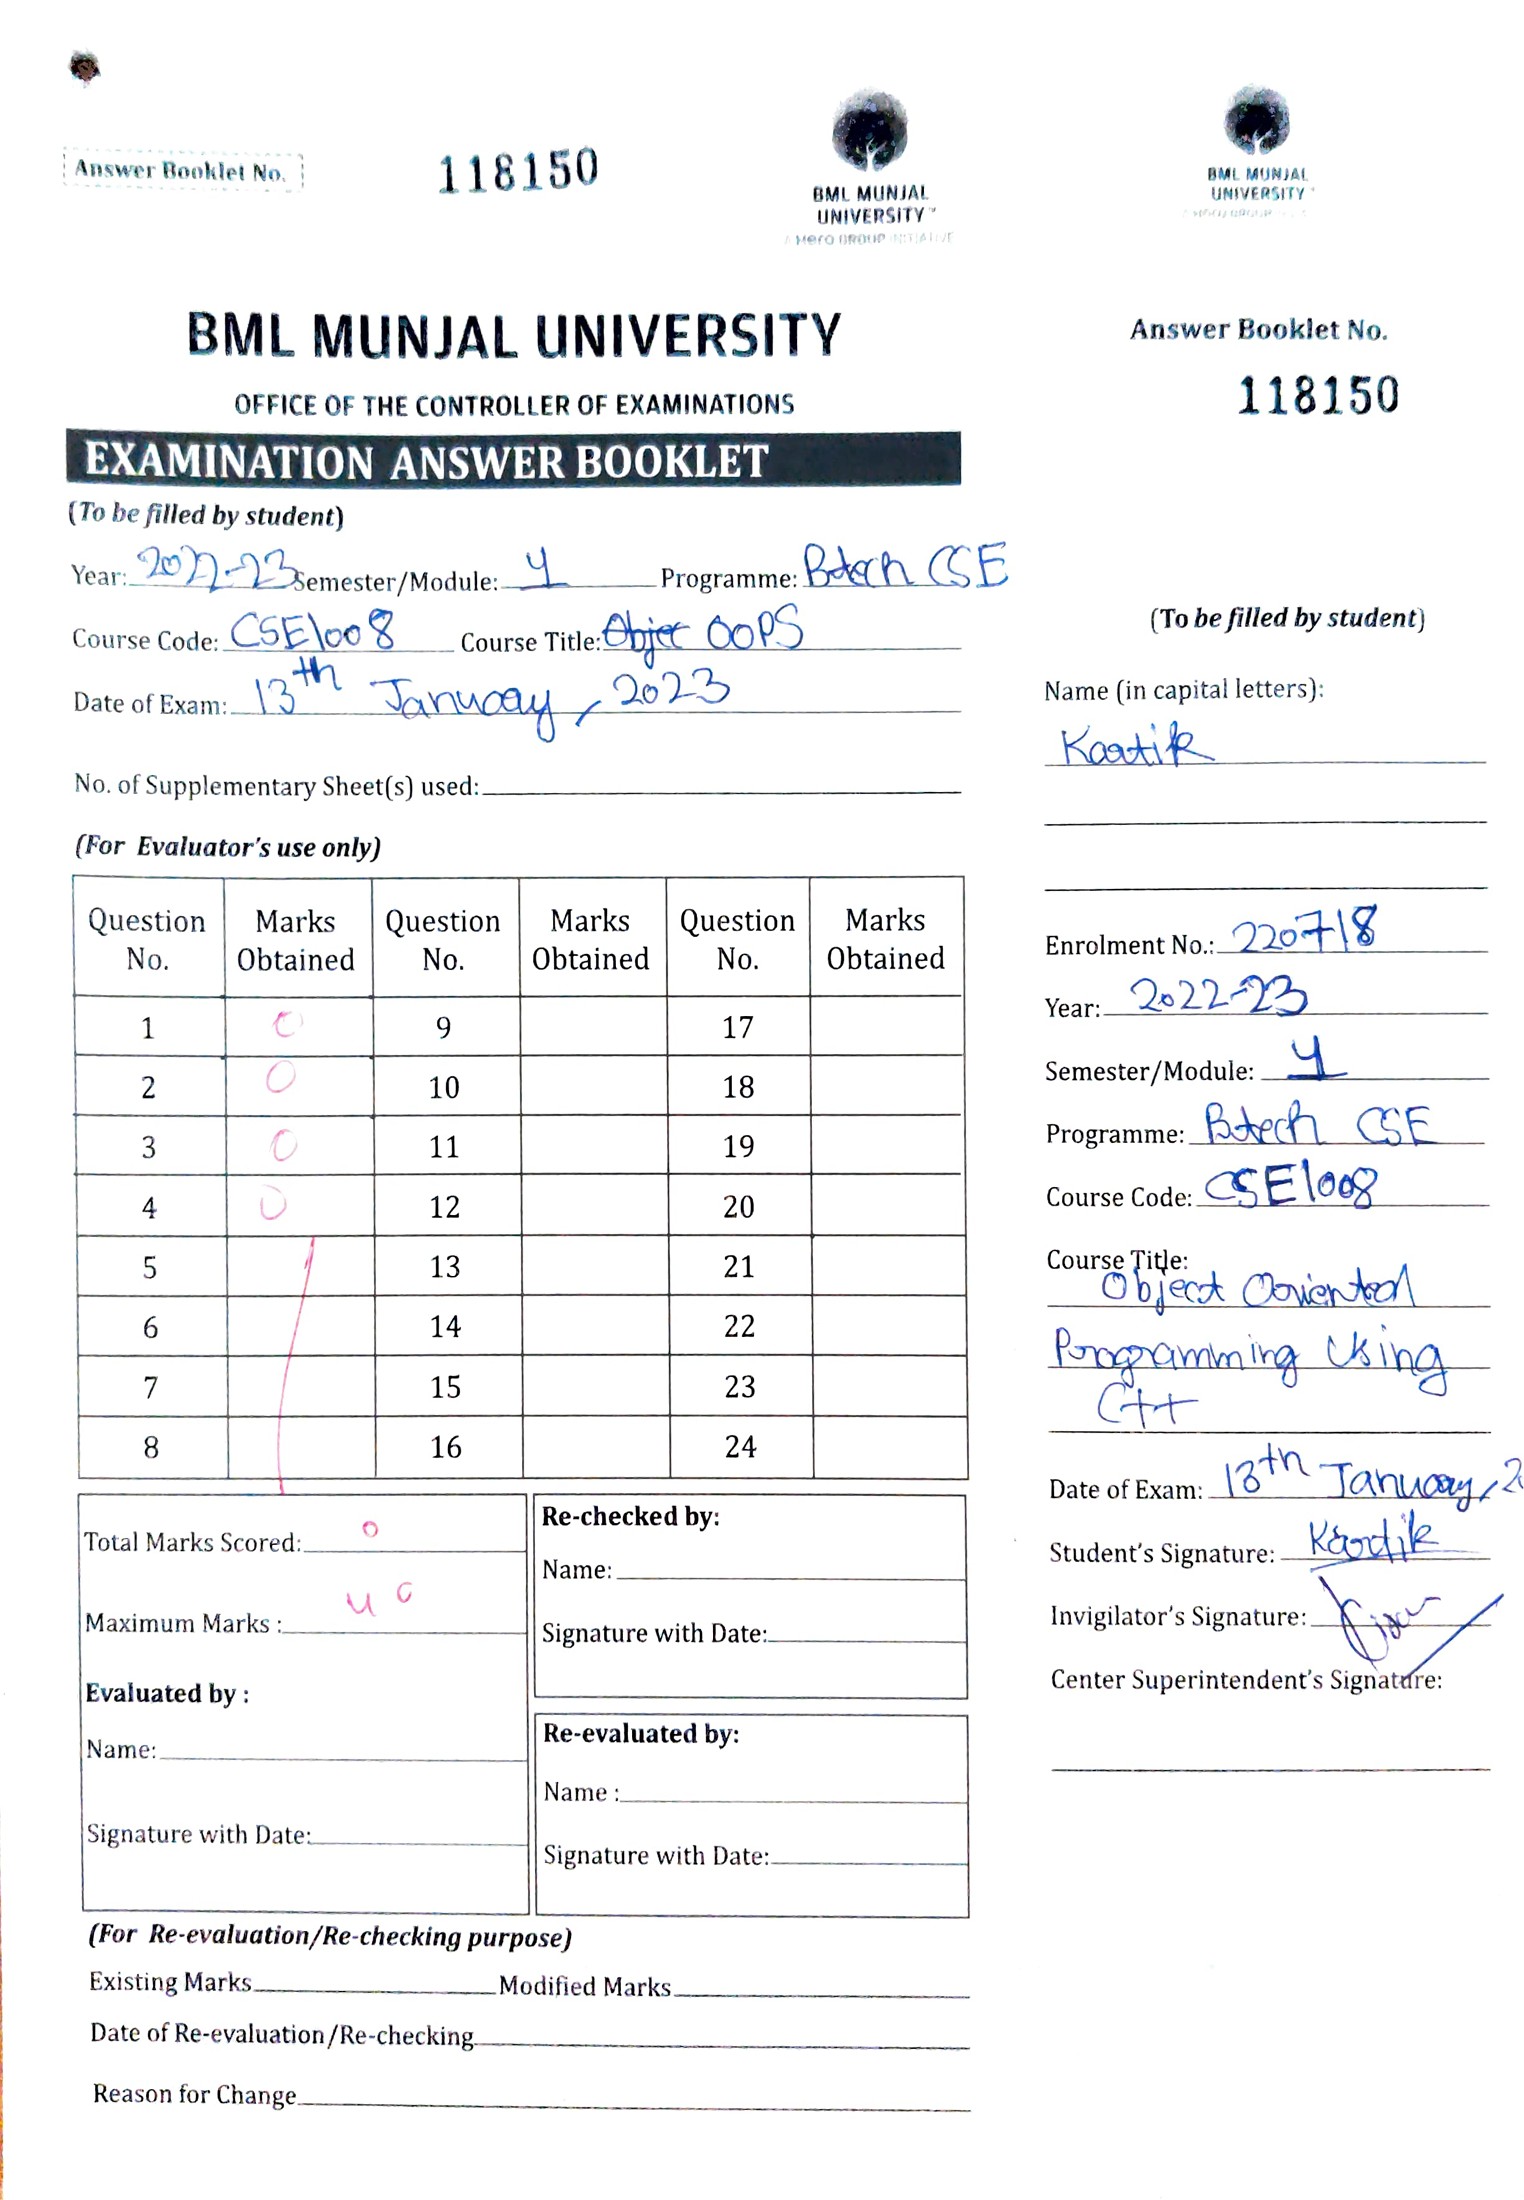 Answer Booklet No. 118150
BML MUNJAL
UNIVERSITY™
A Hero GROUP INITIATIVE
BML MUNJAL UNIVERSITY
OFFICE OF THE CONTROLLER OF EXAMINATIONS
EXAMINATION ANSWER BOOKLET
(To be filled by student)
Year: 2022-23 Semester/Module: 4 Programme: Btech CSE
Course Code: CSE1008 Course Title: Objec OOPS
Date of Exam: 13th January, 2023
No. of Supplementary Sheet(s) used:
(For Evaluator's use only)
Question No. Marks Obtained Question No. Marks Obtained Question No. Marks Obtained
1 0 9 17
2 0 10 18
3 0 11 19
4 0 12 20
5 13 21
6 14 22
7 15 23
8 16 24
Total Marks Scored: 0
Maximum Marks : 40
Evaluated by :
Name:
Signature with Date:
Re-checked by:
Name:
Signature with Date:
Re-evaluated by:
Name :
Signature with Date:
(For Re-evaluation/Re-checking purpose)
Existing Marks Modified Marks
Date of Re-evaluation/Re-checking
Reason for Change
BML MUNJAL
UNIVERSITY
Answer Booklet No.
118150
(To be filled by student)
Name (in capital letters):
Kartik
Enrolment No.: 220718
Year: 2022-23
Semester/Module: 4
Programme: Btech CSE
Course Code: CSE1008
Course Title:
Object Oriented
Programming Using
C++
Date of Exam: 13th January, 2
Student's Signature: Kartik
Invigilator's Signature:
Center Superintendent's Signature: